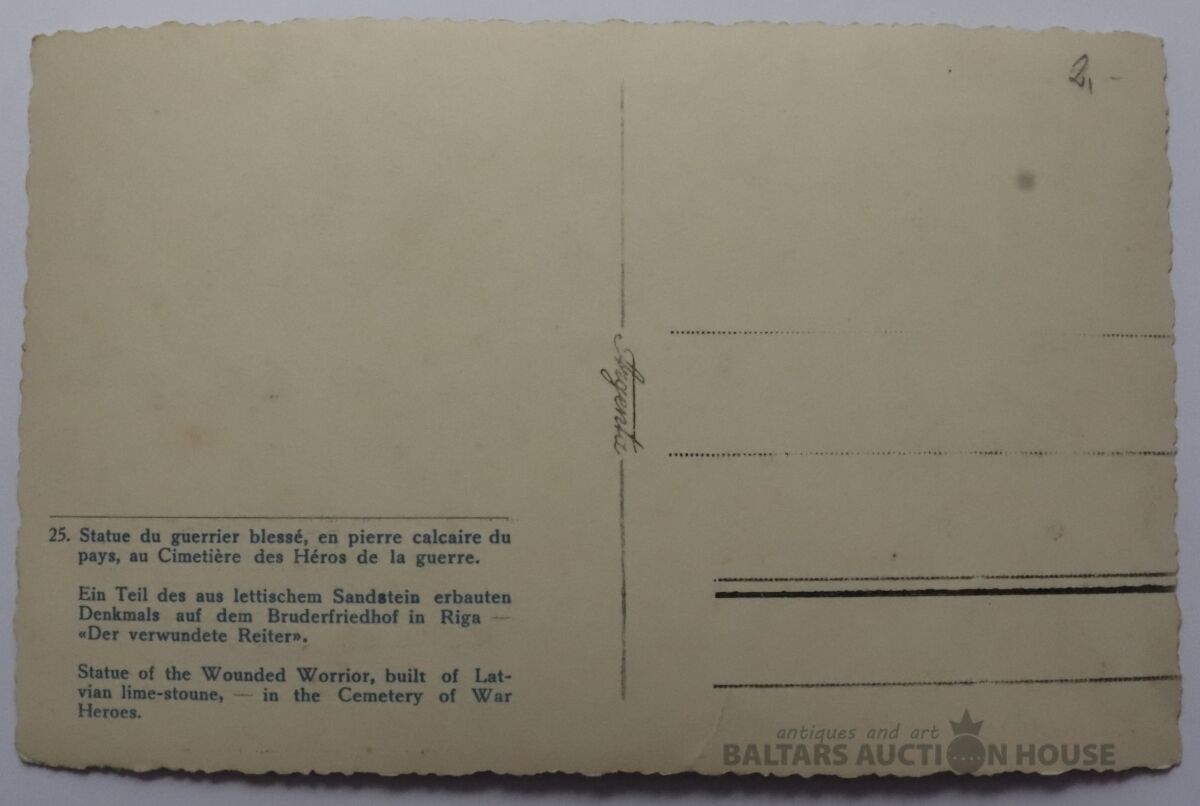 2,-
Argenta
25. Statue du guerrier blessé, en pierre calcaire du
pays, au Cimetière des Héros de la guerre.
Ein Teil des aus lettischem Sandstein erbauten
Denkmals auf dem Bruderfriedhof in Riga —
«Der verwundete Reiter».
Statue of the Wounded Worrior, built of Lat-
vian lime-stoune, — in the Cemetery of War
Heroes.
antiques and art
BALTARS AUCTION HOUSE